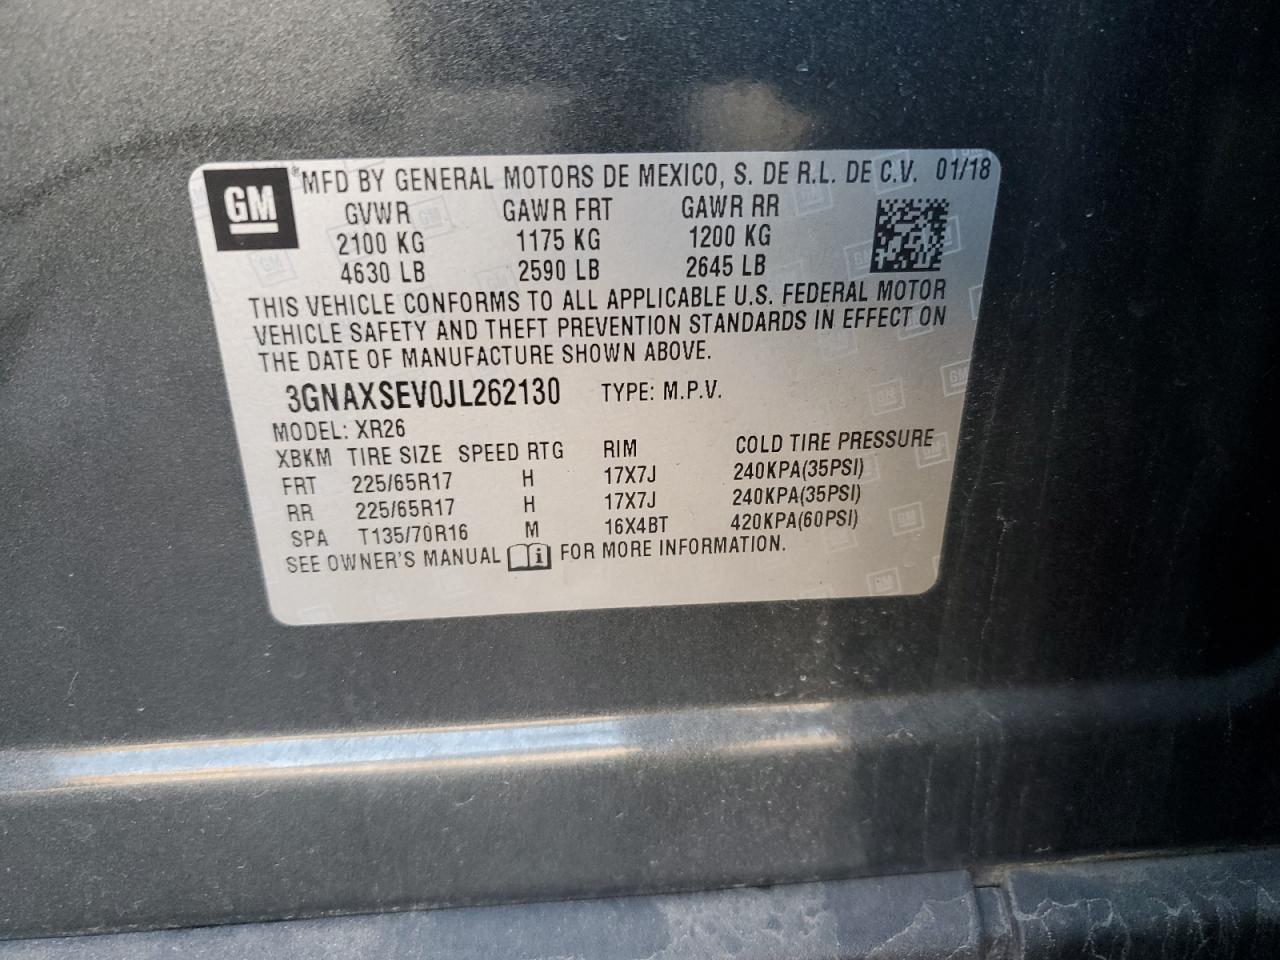 GM ® MFD BY GENERAL MOTORS DE MEXICO, S. DE R.L. DE C.V. 01/18
GVWR GAWR FRT GAWR RR
2100 KG 1175 KG 1200 KG
4630 LB 2590 LB 2645 LB
THIS VEHICLE CONFORMS TO ALL APPLICABLE U.S. FEDERAL MOTOR
VEHICLE SAFETY AND THEFT PREVENTION STANDARDS IN EFFECT ON
THE DATE OF MANUFACTURE SHOWN ABOVE.
3GNAXSEV0JL262130 TYPE: M.P.V.
MODEL: XR26
XBKM TIRE SIZE SPEED RTG RIM COLD TIRE PRESSURE
FRT 225/65R17 H 17X7J 240KPA(35PSI)
RR 225/65R17 H 17X7J 240KPA(35PSI)
SPA T135/70R16 M 16X4BT 420KPA(60PSI)
SEE OWNER'S MANUAL i FOR MORE INFORMATION.